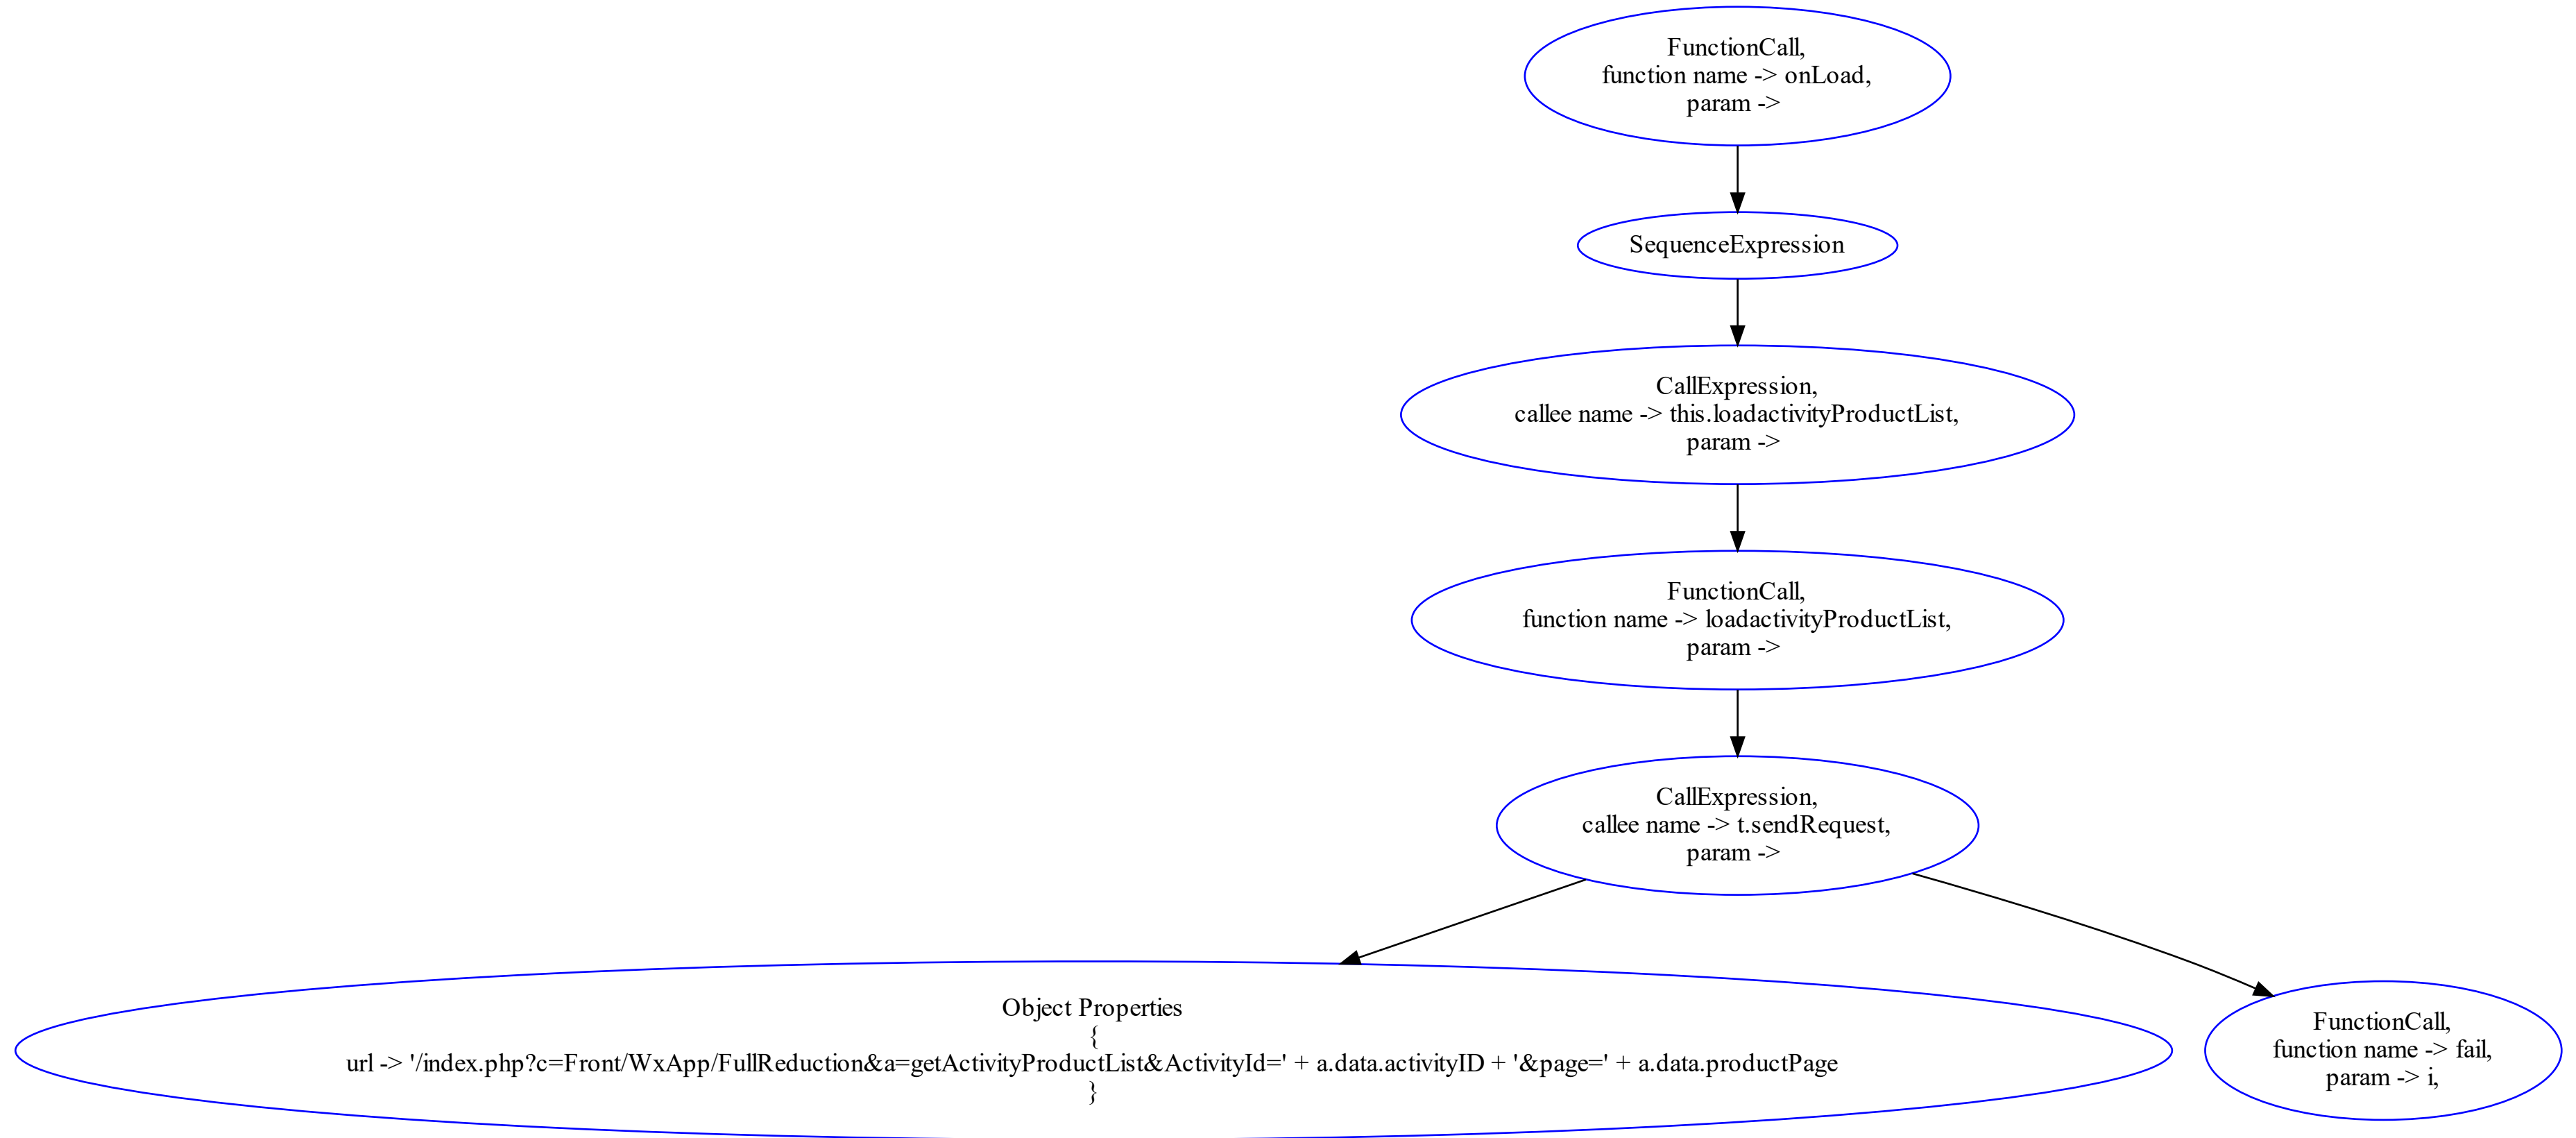 FunctionCall,
function name -> onLoad,
param ->
SequenceExpression
CallExpression,
callee name -> this.loadactivityProductList,
param ->
FunctionCall,
function name -> loadactivityProductList,
param ->
CallExpression,
callee name -> t.sendRequest,
param ->
Object Properties
{
url -> '/index.php?c=Front/WxApp/FullReduction&a=getActivityProductList&ActivityId=' + a.data.activityID + '&page=' + a.data.productPage
}
FunctionCall,
function name -> fail,
param -> i,